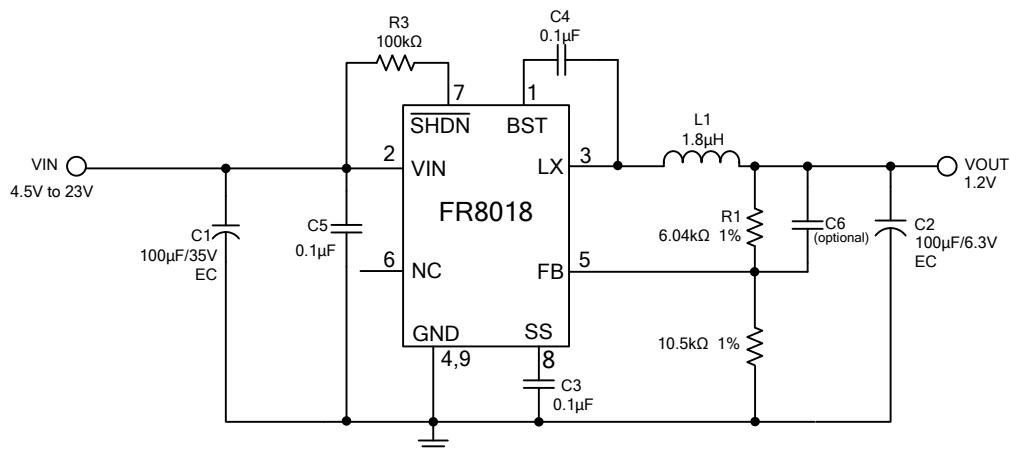 C4
0.1µF
R3
100kΩ
7
1
SHDN
BST
L1
1.8µH
VIN
4.5V to 23V
2
VIN
LX
3
VOUT
1.2V
FR8018
C1
100µF/35V
EC
C5
0.1µF
R1
6.04kΩ 1%
C6
(optional)
C2
100µF/6.3V
EC
6
NC
FB
5
GND
SS
4,9
8
10.5kΩ 1%
C3
0.1µF